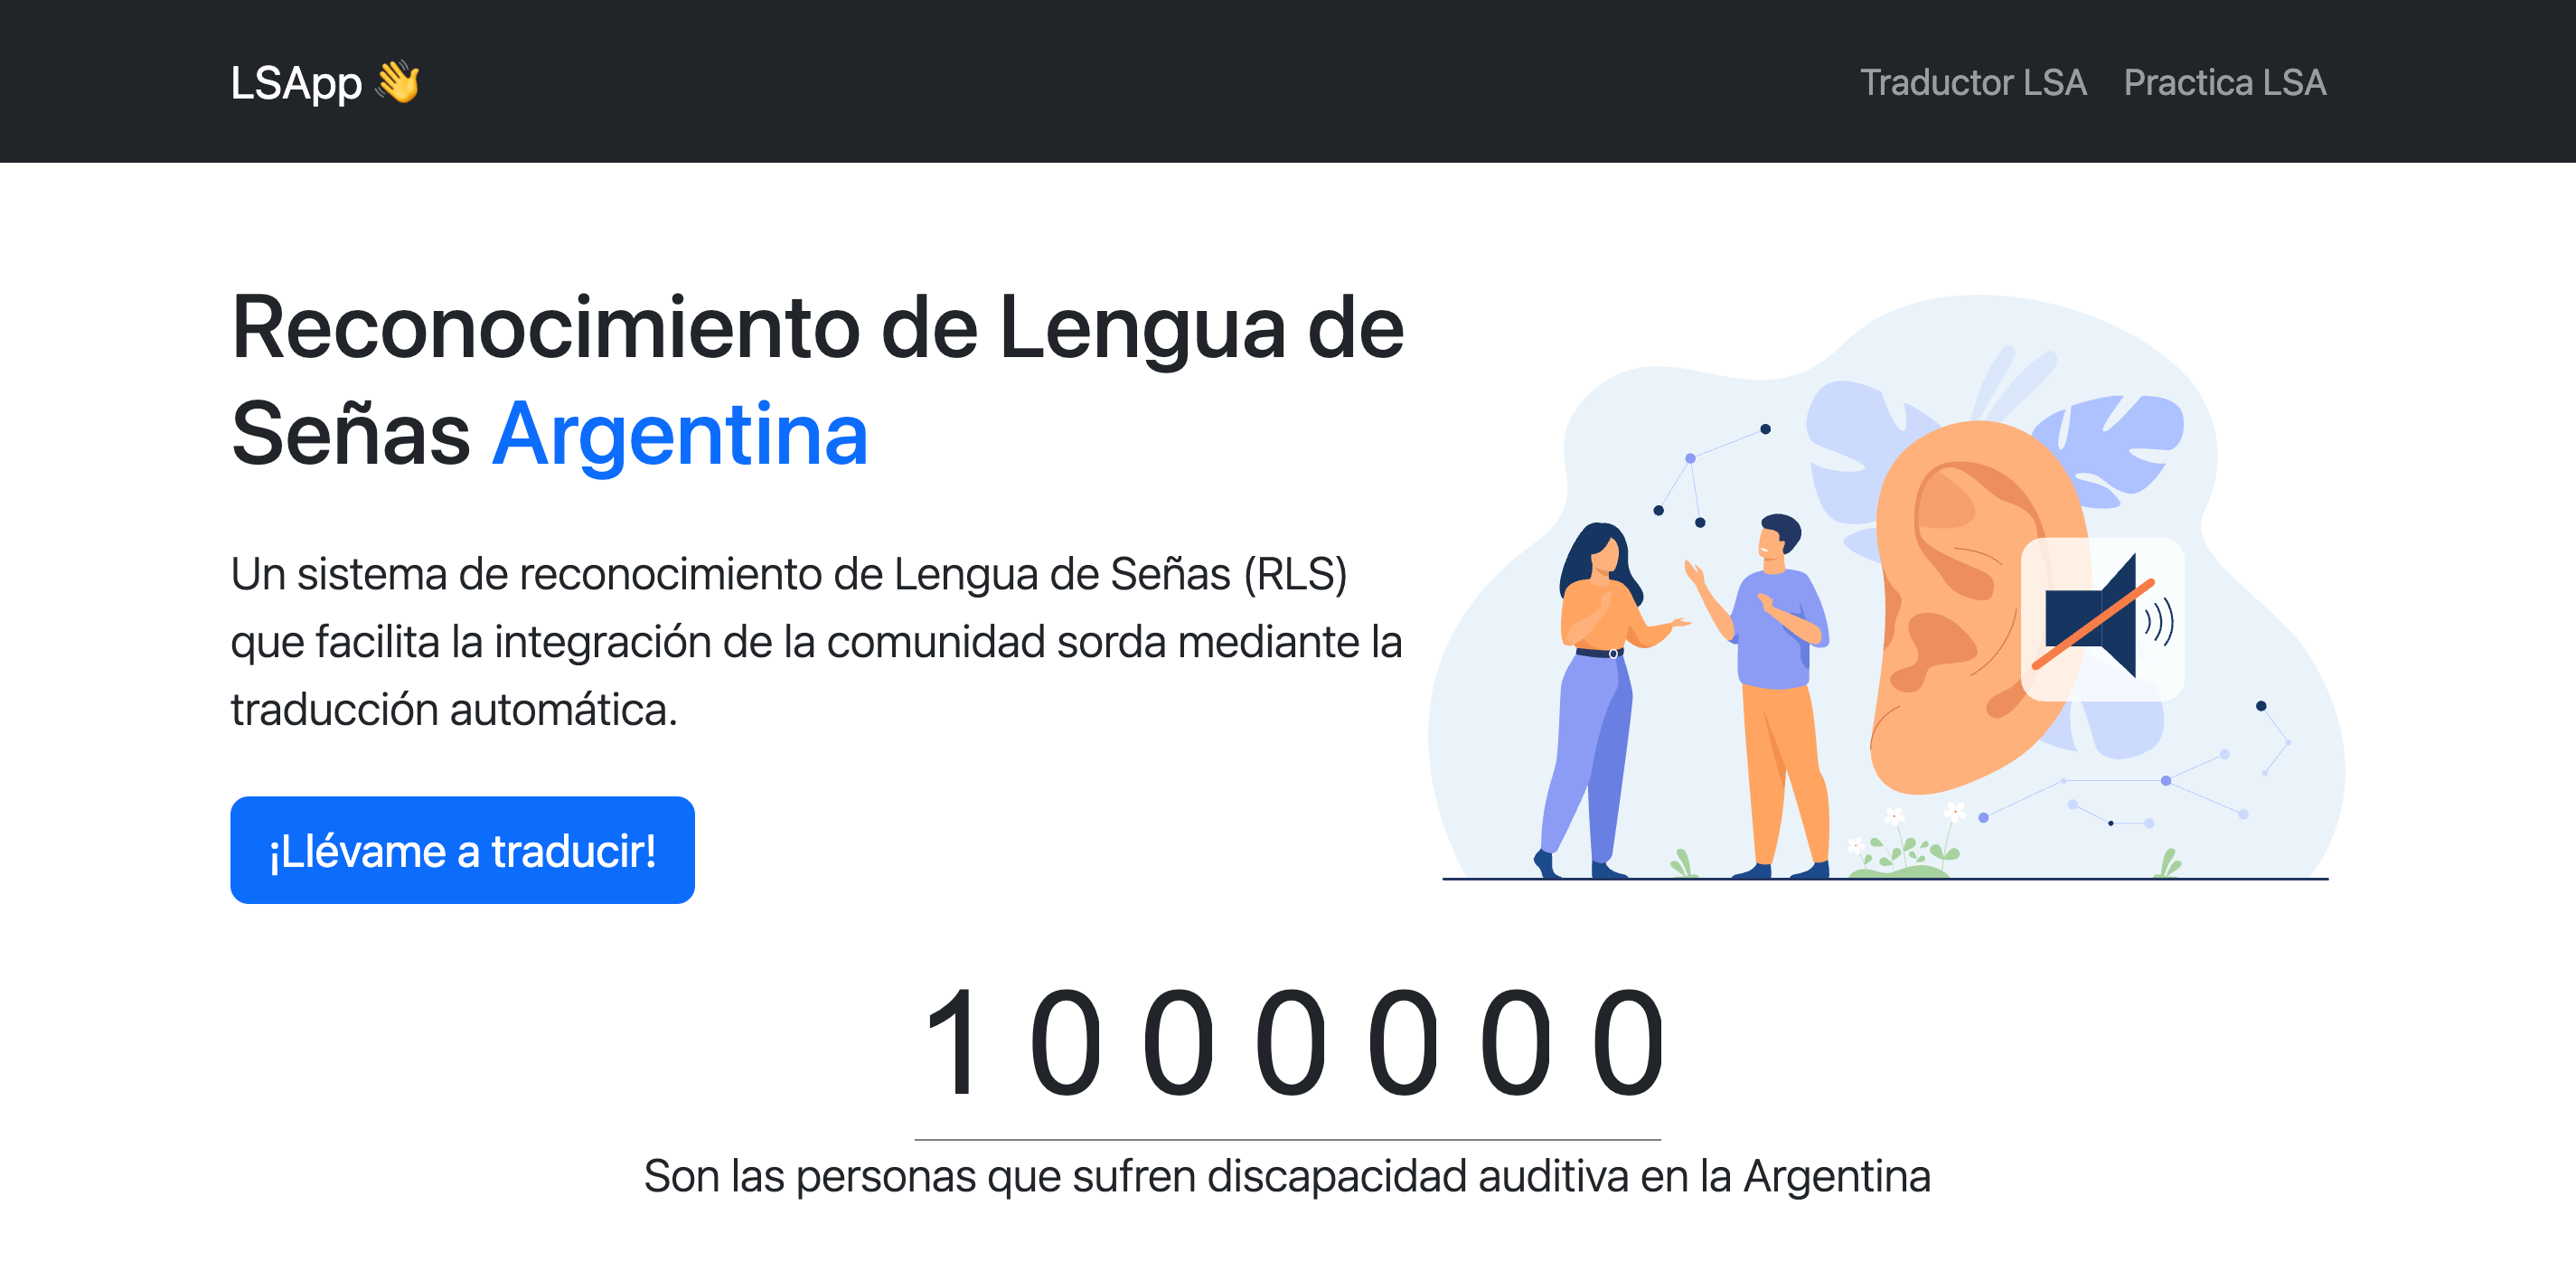 LSApp 👋
Traductor LSA Practica LSA
Reconocimiento de Lengua de
Señas Argentina
Un sistema de reconocimiento de Lengua de Señas (RLS)
que facilita la integración de la comunidad sorda mediante la
traducción automática.
¡Llévame a traducir!
1 0 0 0 0 0 0
Son las personas que sufren discapacidad auditiva en la Argentina